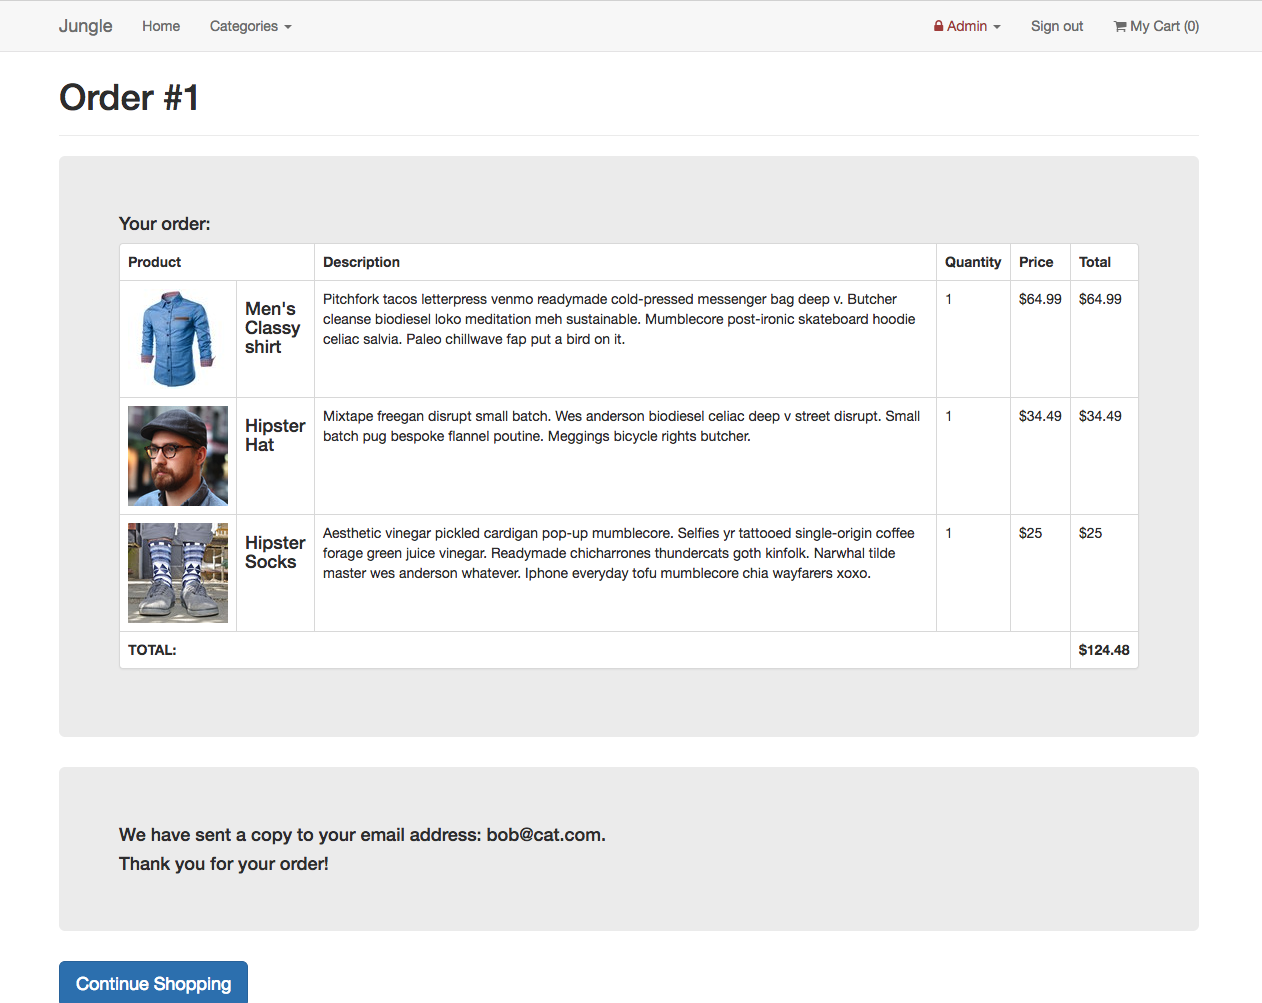 Jungle Home Categories Admin Sign out My Cart (0)
Order #1
Your order:
Product Description Quantity Price Total
Men's
Classy
shirt
Pitchfork tacos letterpress venmo readymade cold-pressed messenger bag deep v. Butcher
cleanse biodiesel loko meditation meh sustainable. Mumblecore post-ironic skateboard hoodie
celiac salvia. Paleo chillwave fap put a bird on it.
1 $64.99 $64.99
Hipster
Hat
Mixtape freegan disrupt small batch. Wes anderson biodiesel celiac deep v street disrupt. Small
batch pug bespoke flannel poutine. Meggings bicycle rights butcher.
1 $34.49 $34.49
Hipster
Socks
Aesthetic vinegar pickled cardigan pop-up mumblecore. Selfies yr tattooed single-origin coffee
forage green juice vinegar. Readymade chicharrones thundercats goth kinfolk. Narwhal tilde
master wes anderson whatever. Iphone everyday tofu mumblecore chia wayfarers xoxo.
1 $25 $25
TOTAL: $124.48
We have sent a copy to your email address: bob@cat.com.
Thank you for your order!
Continue Shopping